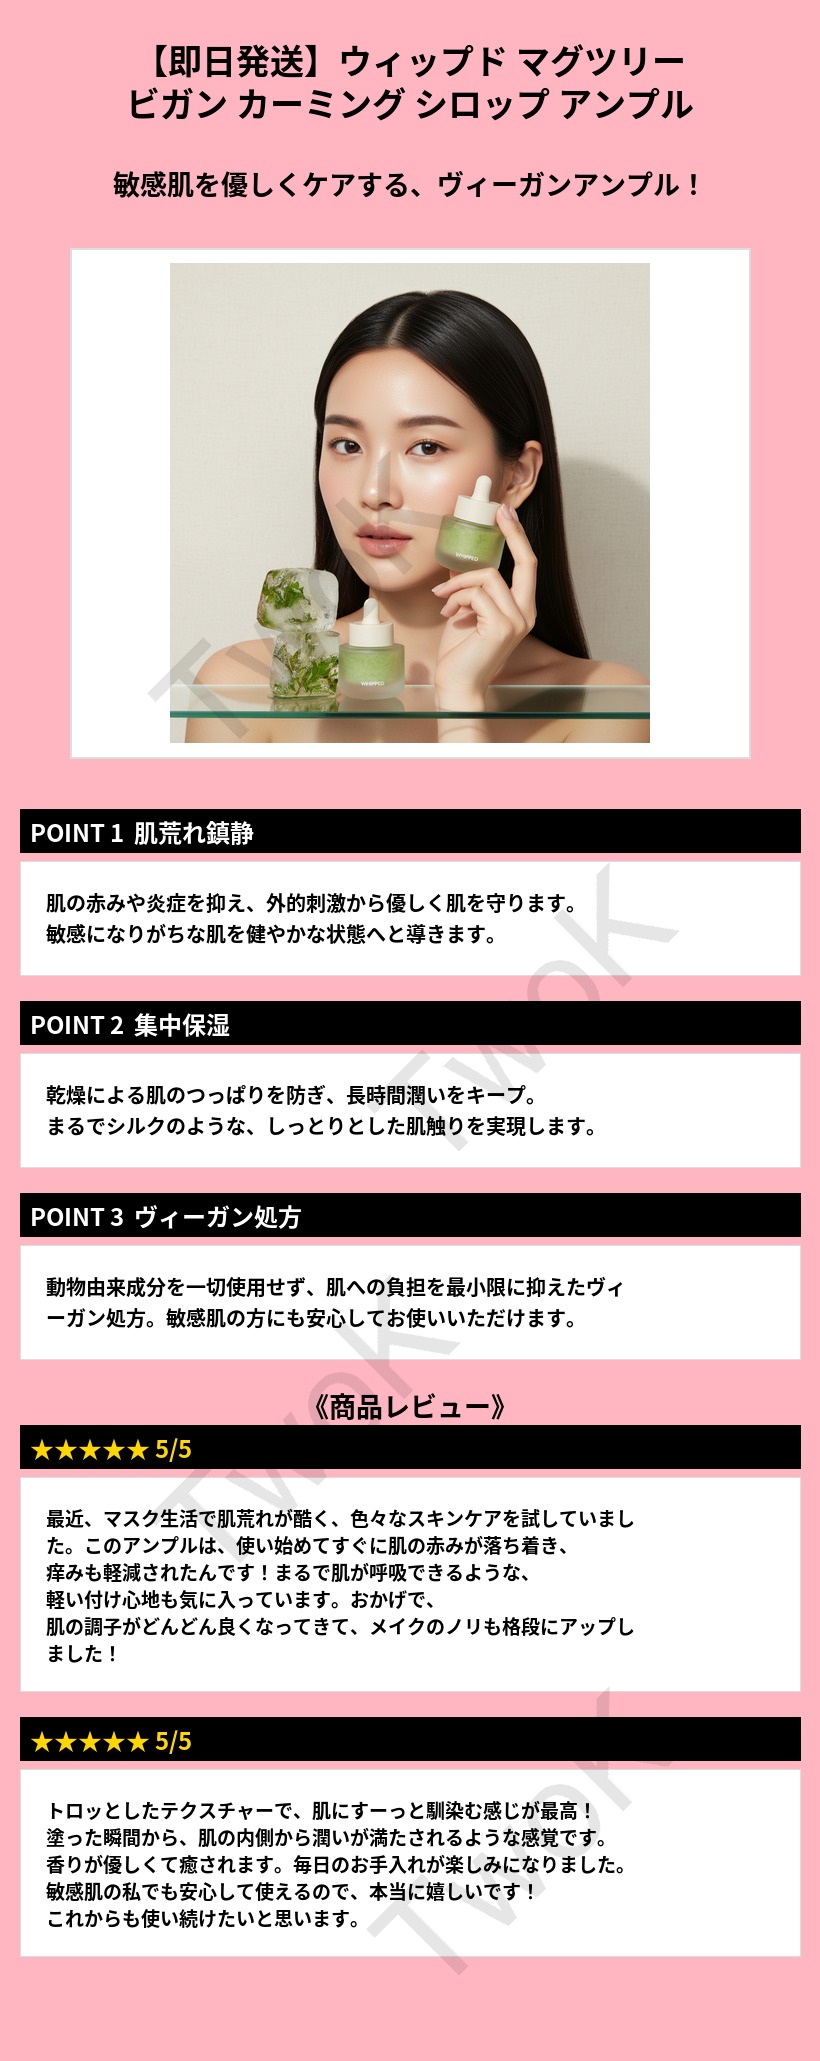 【即日発送】ウィップド マグツリー
ビガン カーミング シロップ アンプル
敏感肌を優しくケアする、ヴィーガンアンプル！
WHIPPED
WHIPPED
TwoK
POINT 1 肌荒れ鎮静
肌の赤みや炎症を抑え、外的刺激から優しく肌を守ります。
敏感になりがちな肌を健やかな状態へと導きます。
TwoK
POINT 2 集中保湿
乾燥による肌のつっぱりを防ぎ、長時間潤いをキープ。
まるでシルクのような、しっとりとした肌触りを実現します。
POINT 3 ヴィーガン処方
動物由来成分を一切使用せず、肌への負担を最小限に抑えたヴィ
ーガン処方。敏感肌の方にも安心してお使いいただけます。
TwoK
《商品レビュー》
★★★★★ 5/5
最近、マスク生活で肌荒れが酷く、色々なスキンケアを試していまし
た。このアンプルは、使い始めてすぐに肌の赤みが落ち着き、
痒みも軽減されたんです！まるで肌が呼吸できるような、
軽い付け心地も気に入っています。おかげで、
肌の調子がどんどん良くなってきて、メイクのノリも格段にアップし
ました！
★★★★★ 5/5
トロッとしたテクスチャーで、肌にすーっと馴染む感じが最高！
塗った瞬間から、肌の内側から潤いが満たされるような感覚です。
香りが優しくて癒されます。毎日のお手入れが楽しみになりました。
敏感肌の私でも安心して使えるので、本当に嬉しいです！
これからも使い続けたいと思います。
TwoK